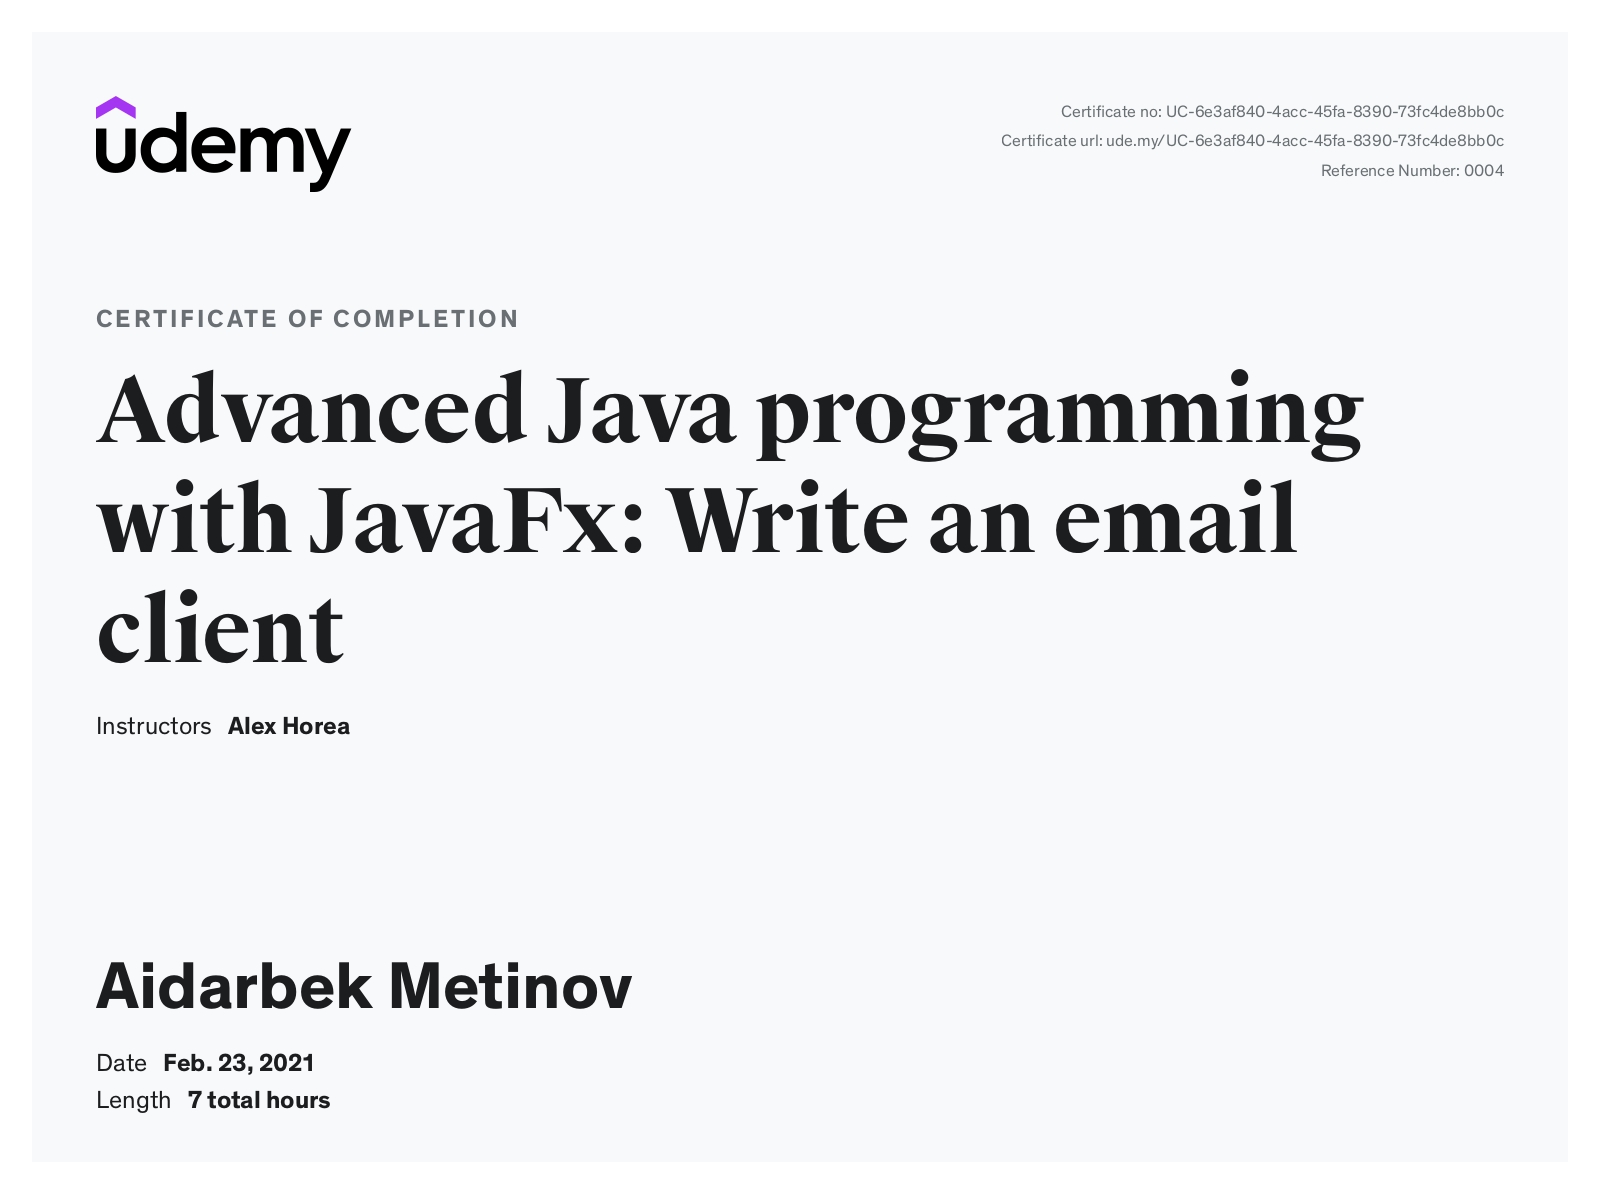 udemy
Certificate no: UC-6e3af840-4acc-45fa-8390-73fc4de8bb0c
Certificate url: ude.my/UC-6e3af840-4acc-45fa-8390-73fc4de8bb0c
Reference Number: 0004
CERTIFICATE OF COMPLETION
Advanced Java programming
with JavaFx: Write an email
client
Instructors Alex Horea
Aidarbek Metinov
Date Feb. 23, 2021
Length 7 total hours